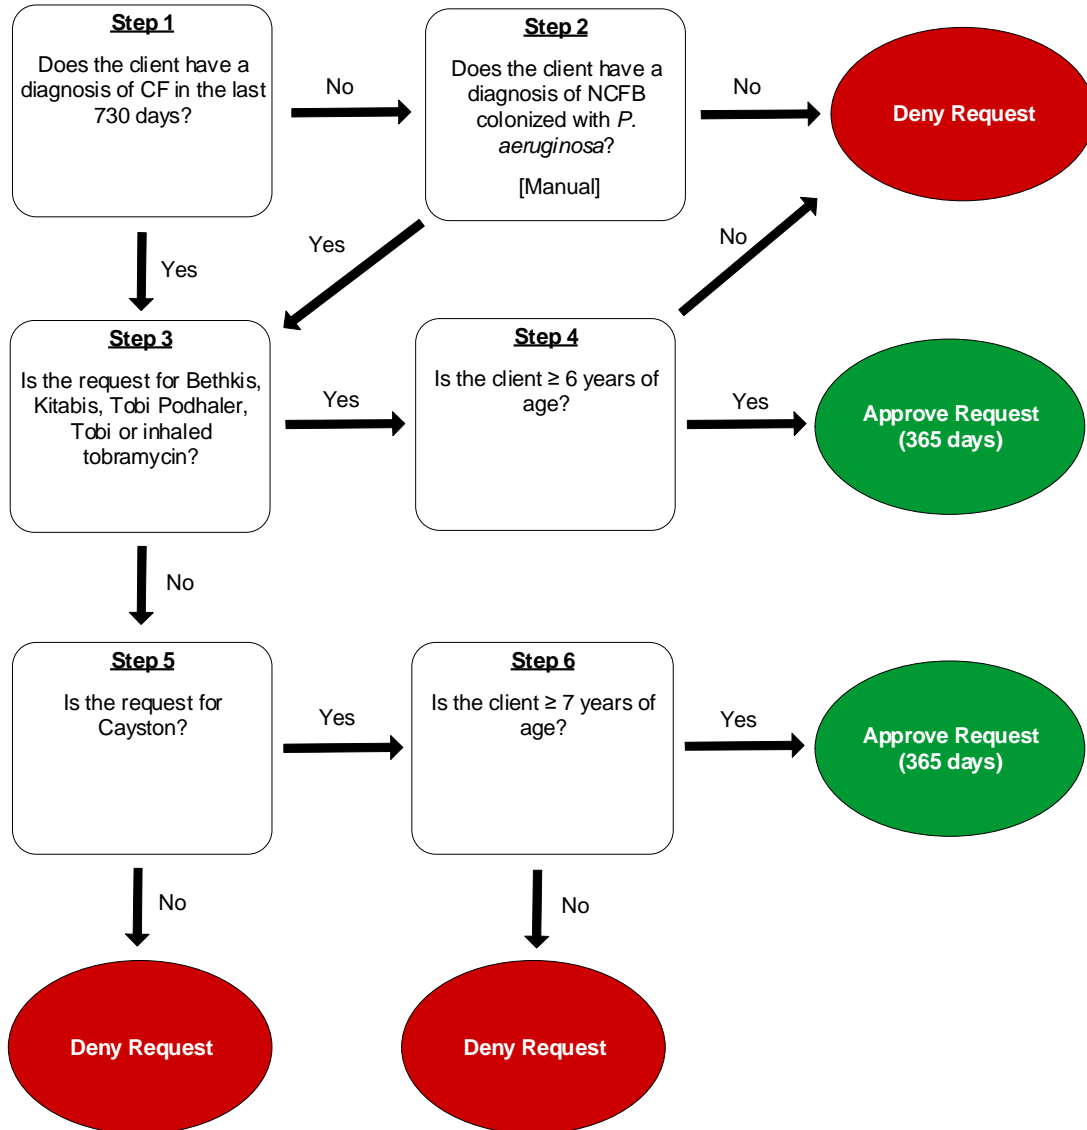 Step 1
Does the client have a
diagnosis of CF in the last
730 days?
No
Step 2
Does the client have a
diagnosis of NCFB
colonized with P.
aeruginosa?
[Manual]
No
Deny Request
Yes
Yes
No
Step 3
Is the request for Bethkis,
Kitabis, Tobi Podhaler,
Tobi or inhaled
tobramycin?
Yes
Step 4
Is the client ≥ 6 years of
age?
Yes
Approve Request
(365 days)
No
Step 5
Is the request for
Cayston?
Yes
Step 6
Is the client ≥ 7 years of
age?
Yes
Approve Request
(365 days)
No
No
Deny Request
Deny Request